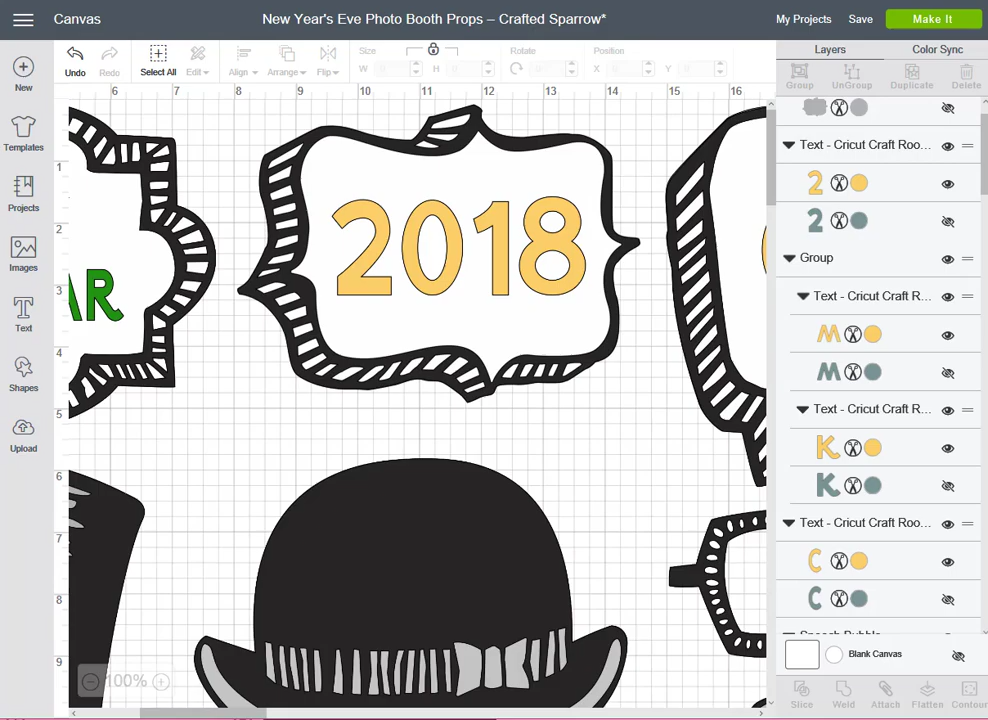 Canvas
New Year's Eve Photo Booth Props – Crafted Sparrow*
My Projects
Save
Make It
Undo
Redo
Select All
Edit
Align
Arrange
Flip
Size
W
H
Rotate
Position
X
Y
Layers
Color Sync
Group
UnGroup
Duplicate
Delete
New
Templates
Projects
Images
Text
Shapes
Upload
6 7 8 9 10 11 12 13 14 15 16
1
2
3
4
5
6
7
8
9
AR
2018
100%
Text - Cricut Craft Roo...
2
2
Group
Text - Cricut Craft R...
M
M
Text - Cricut Craft R...
K
K
Text - Cricut Craft Roo...
C
C
Blank Canvas
Slice
Weld
Attach
Flatten
Contour